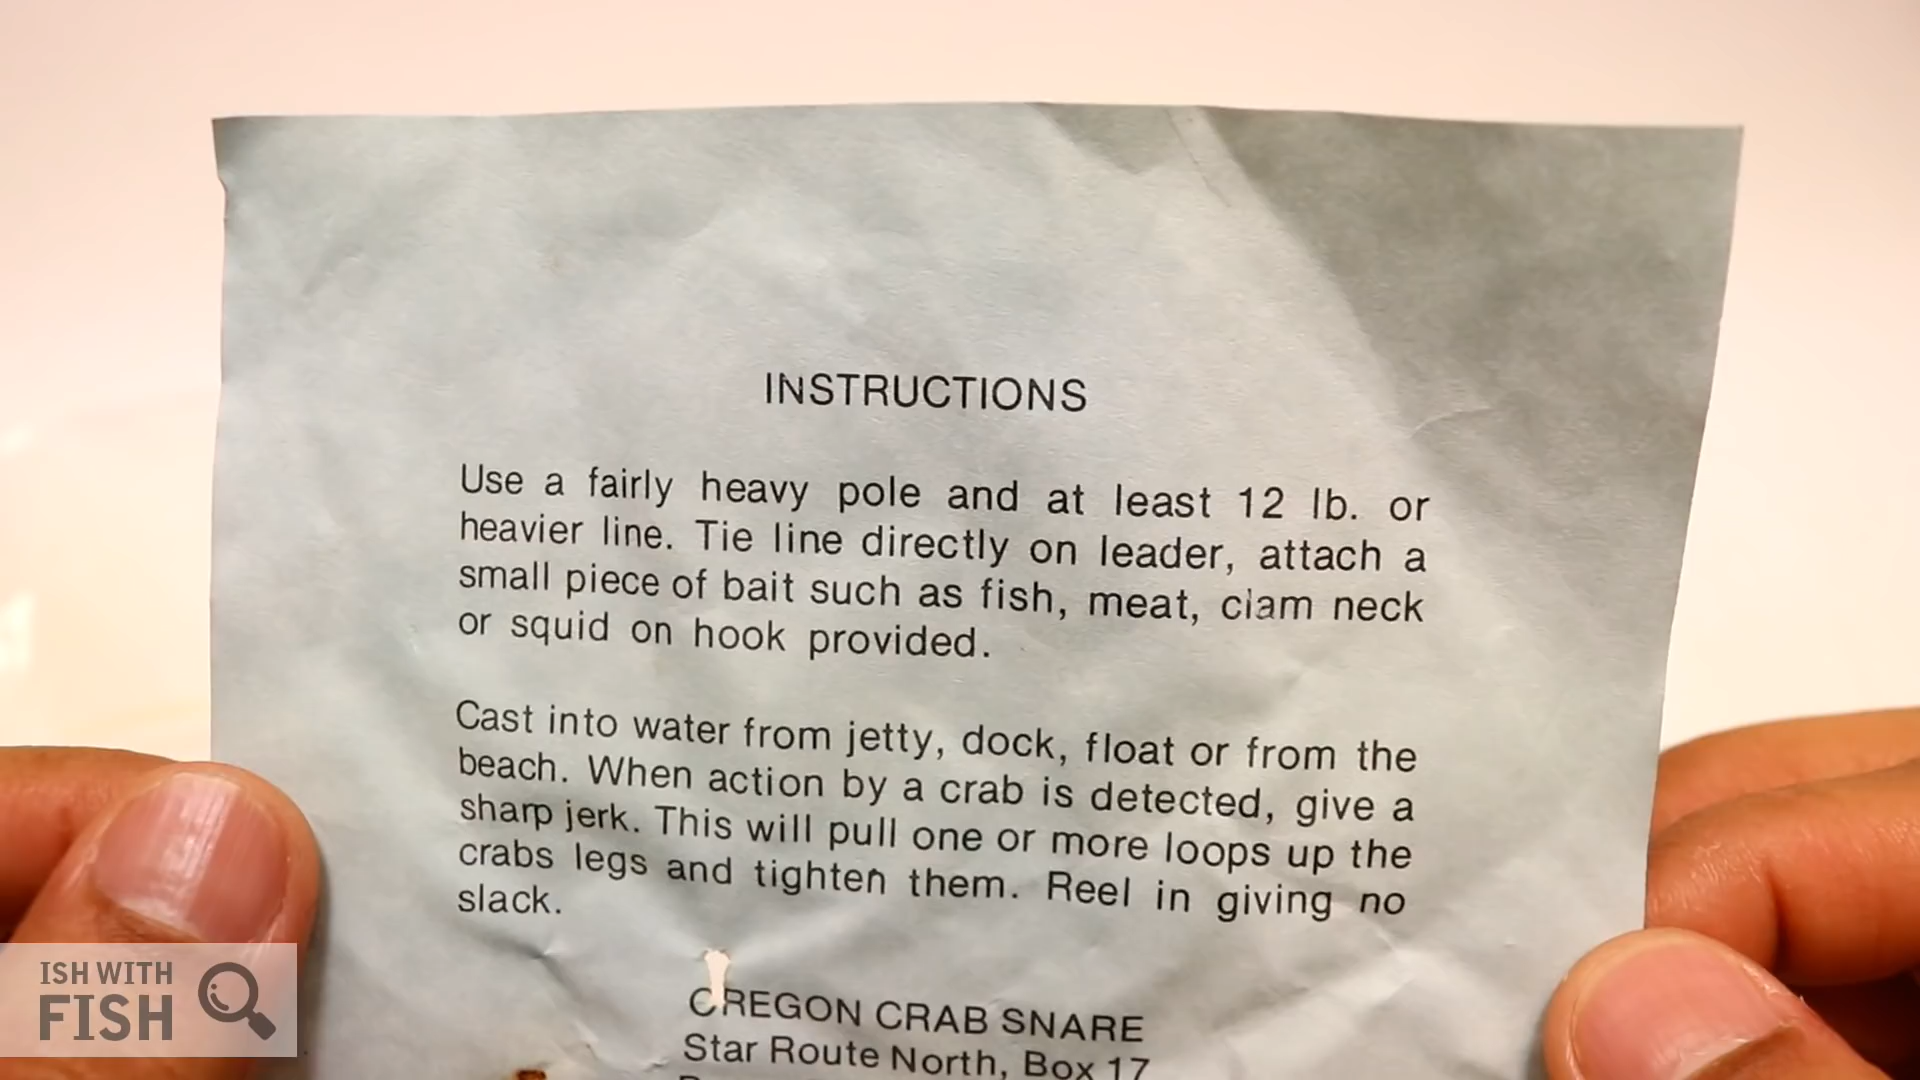 INSTRUCTIONS
Use a fairly heavy pole and at least 12 lb. or
heavier line. Tie line directly on leader, attach a
small piece of bait such as fish, meat, clam neck
or squid on hook provided.
Cast into water from jetty, dock, float or from the
beach. When action by a crab is detected, give a
sharp jerk. This will pull one or more loops up the
crabs legs and tighten them. Reel in giving no
slack.
OREGON CRAB SNARE
Star Route North, Box 17
ISH WITH
FISH